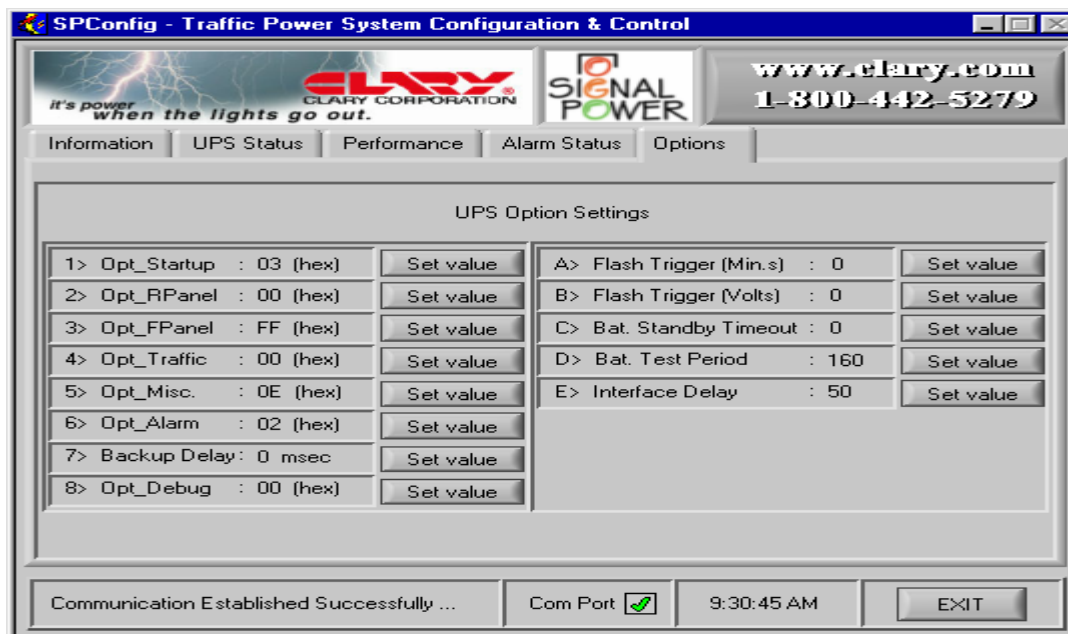 SPConfig - Traffic Power System Configuration & Control
CLARY
CLARY CORPORATION
it's power
when the lights go out.
SIGNAL
POWER
www.clary.com
1-800-442-5279
Information UPS Status Performance Alarm Status Options
UPS Option Settings
1> Opt_Startup : 03 (hex) Set value
2> Opt_RPanel : 00 (hex) Set value
3> Opt_FPanel : FF (hex) Set value
4> Opt_Traffic : 00 (hex) Set value
5> Opt_Misc. : 0E (hex) Set value
6> Opt_Alarm : 02 (hex) Set value
7> Backup Delay : 0 msec Set value
8> Opt_Debug : 00 (hex) Set value
A> Flash Trigger (Min.s) : 0 Set value
B> Flash Trigger (Volts) : 0 Set value
C> Bat. Standby Timeout : 0 Set value
D> Bat. Test Period : 160 Set value
E> Interface Delay : 50 Set value
Communication Established Successfully ... Com Port 9:30:45 AM EXIT